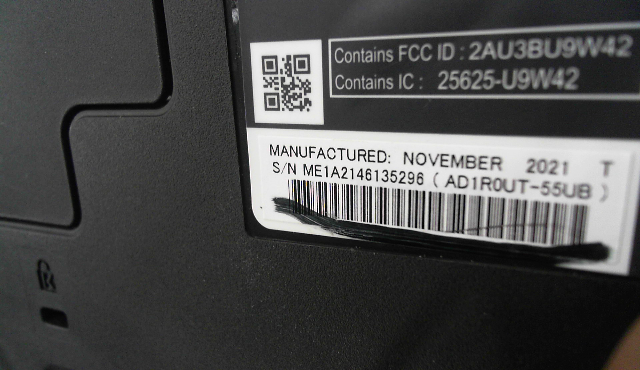 Contains FCC ID : 2AU3BU9W42
Contains IC : 25625-U9W42
MANUFACTURED: NOVEMBER 2021 T
S/N ME1A2146135296 ( AD1R0UT-55UB )